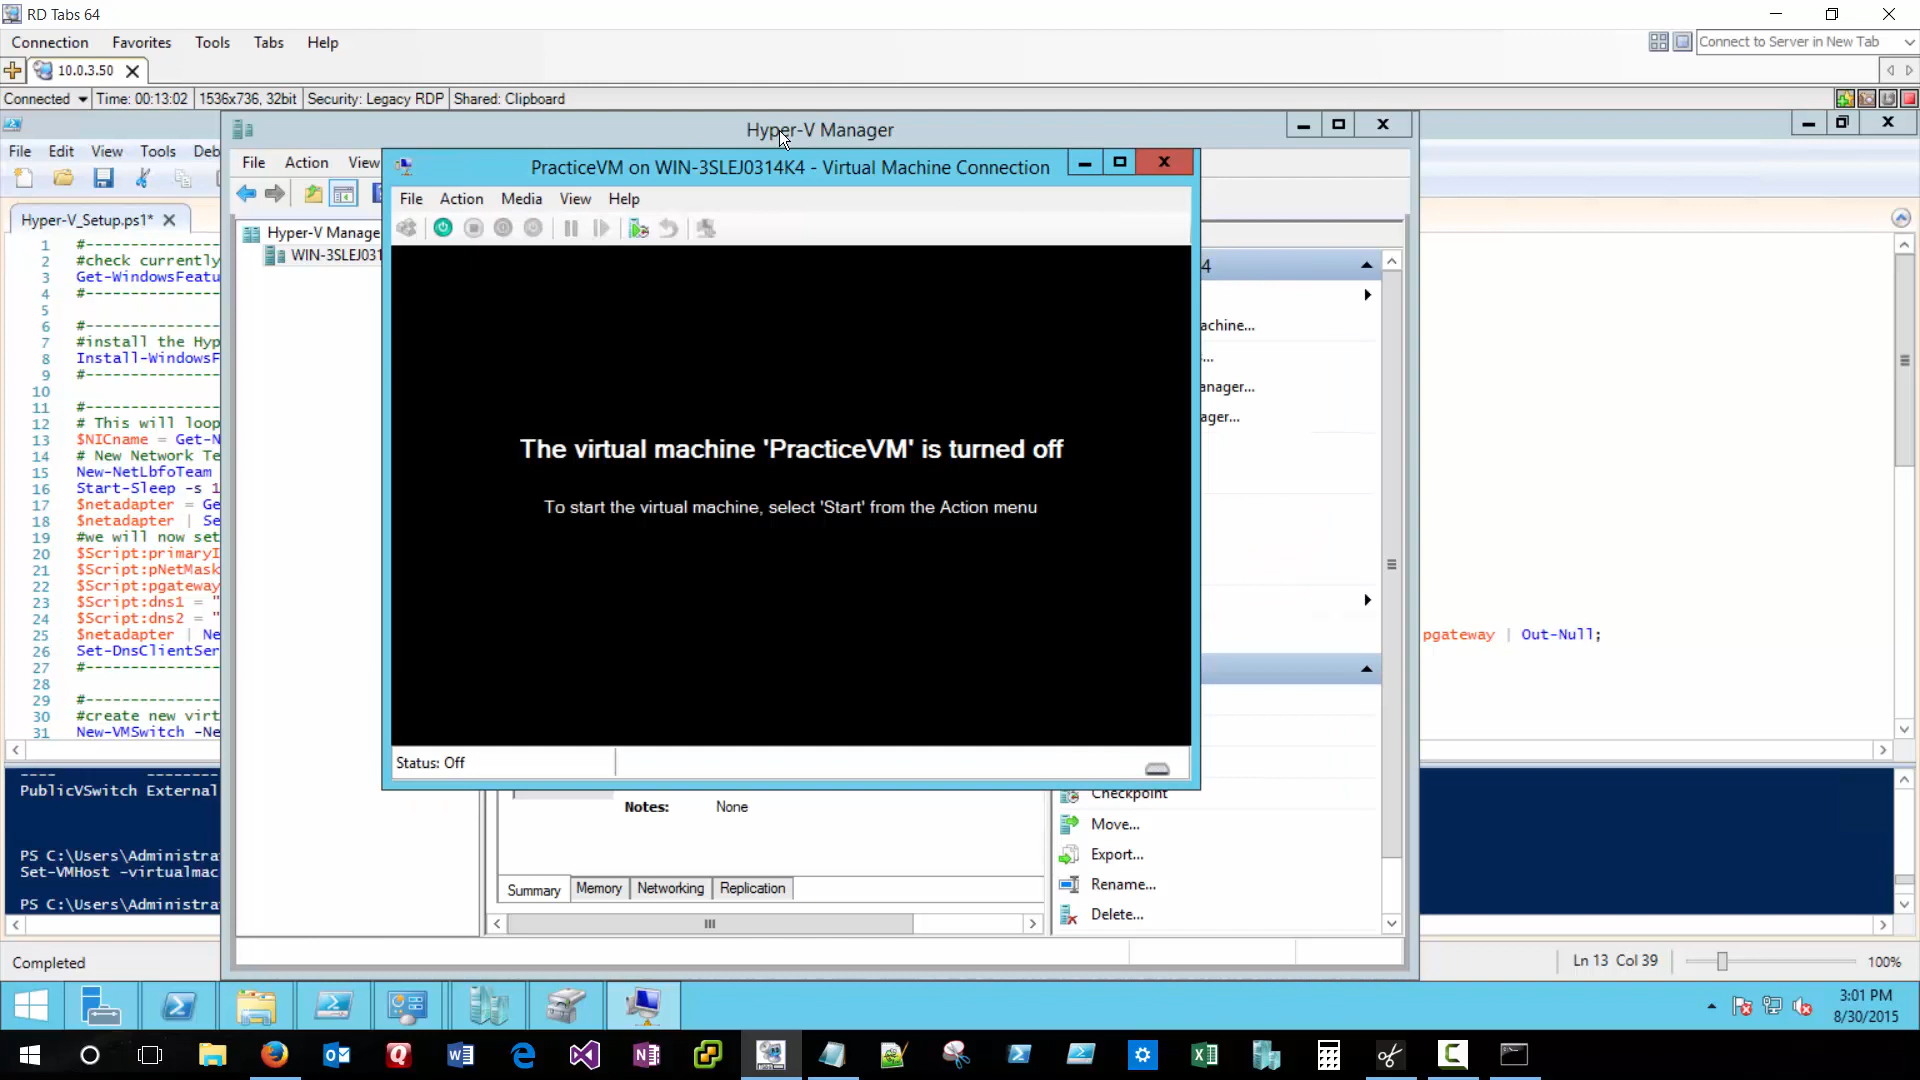 RD Tabs 64
Connection Favorites Tools Tabs Help
Connect to Server in New Tab
10.0.3.50
Connected Time: 00:13:02 1536x736, 32bit Security: Legacy RDP Shared: Clipboard
Hyper-V Manager
File Edit View Tools Deb
File Action View
PracticeVM on WIN-3SLEJ0314K4 - Virtual Machine Connection
File Action Media View Help
Hyper-V_Setup.ps1*
Hyper-V Manage
WIN-3SLEJ031
4
achine...
...
anager...
ager...
1 #--------------
2 #check currently
3 Get-WindowsFeatu
4 #--------------
5
6 #--------------
7 #install the Hyp
8 Install-WindowsF
9 #--------------
10
11 #--------------
12 # This will loop
13 $NICname = Get-N
14 # New Network Te
15 New-NetLbfoTeam
16 Start-Sleep -s 1
17 $netadapter = Ge
18 $netadapter | Se
19 #we will now set
20 $Script:primaryI
21 $Script:pNetMask
22 $Script:pgateway
23 $Script:dns1 = "
24 $Script:dns2 = "
25 $netadapter | Ne
pgateway | Out-Null;
26 Set-DnsClientSer
27 #--------------
28
29 #--------------
30 #create new virt
31 New-VMSwitch -Ne
The virtual machine 'PracticeVM' is turned off
To start the virtual machine, select 'Start' from the Action menu
Status: Off
---- --------
PublicVSwitch External
PS C:\Users\Administra
Set-VMHost -virtualmac
PS C:\Users\Administra
Notes: None
Summary Memory Networking Replication
Checkpoint
Move...
Export...
Rename...
Delete...
Completed
Ln 13 Col 39
100%
3:01 PM
8/30/2015